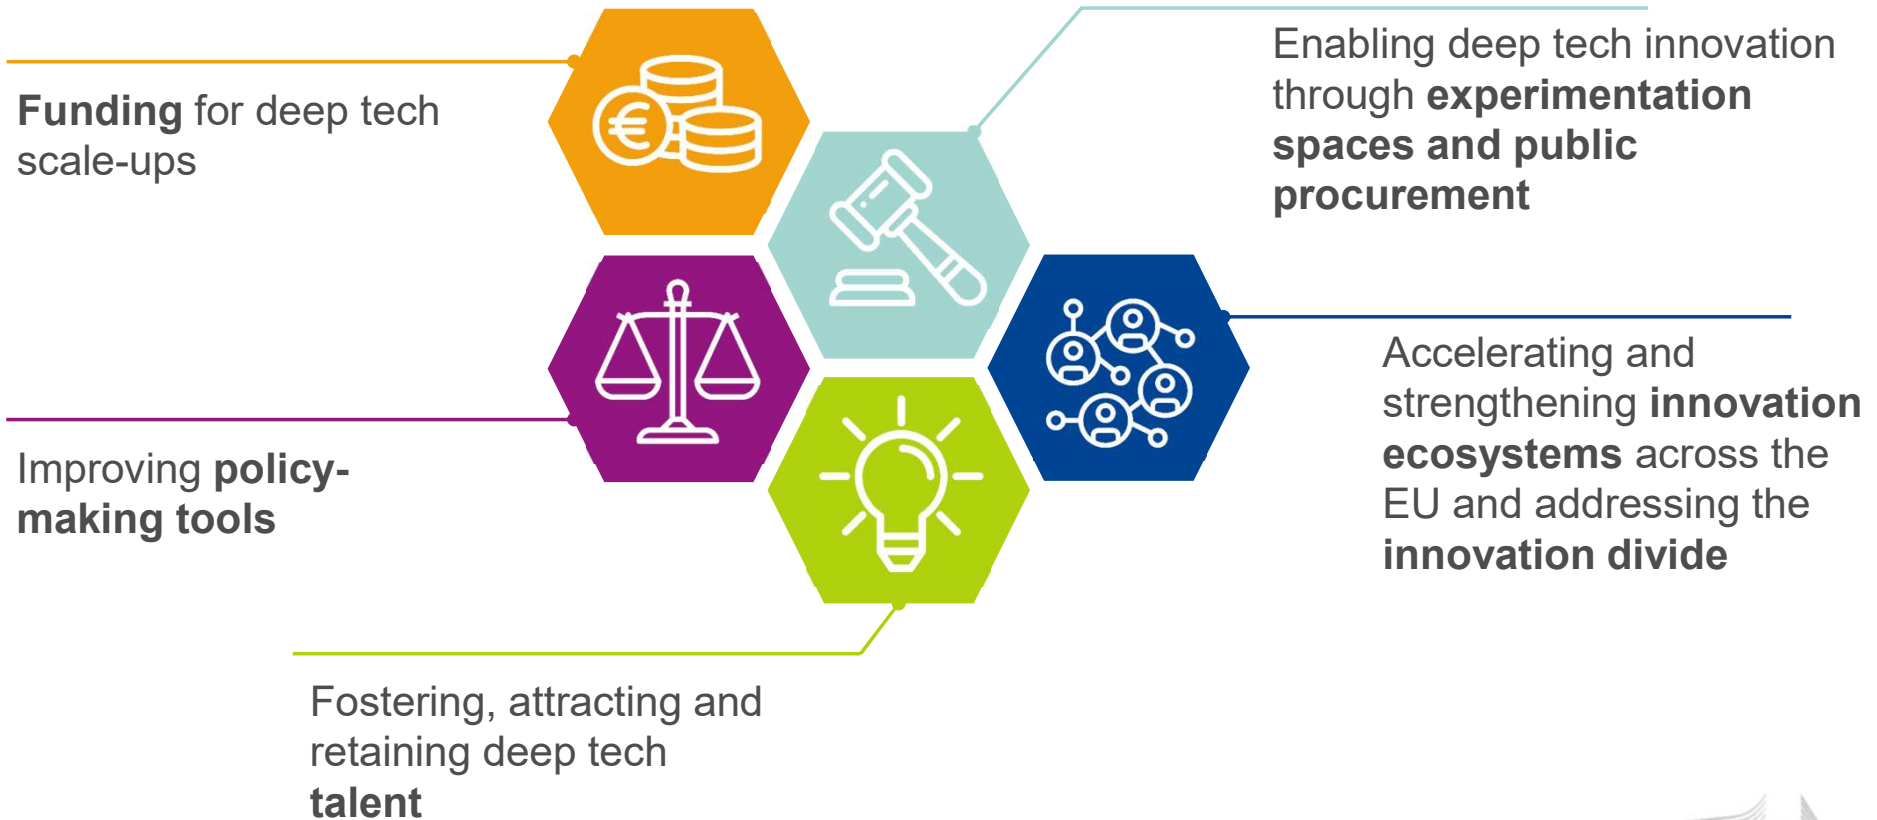 Funding for deep tech
scale-ups
Enabling deep tech innovation
through experimentation
spaces and public
procurement
Improving policy-
making tools
Accelerating and
strengthening innovation
ecosystems across the
EU and addressing the
innovation divide
Fostering, attracting and
retaining deep tech
talent